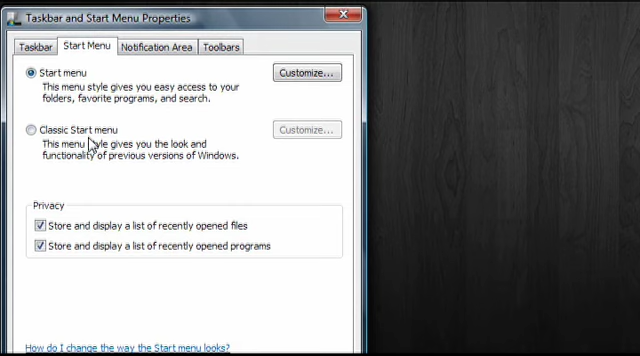 Taskbar and Start Menu Properties
Taskbar
Start Menu
Notification Area
Toolbars
Start menu
Customize...
This menu style gives you easy access to your
folders, favorite programs, and search.
Classic Start menu
Customize...
This menu style gives you the look and
functionality of previous versions of Windows.
Privacy
Store and display a list of recently opened files
Store and display a list of recently opened programs
How do I change the way the Start menu looks?